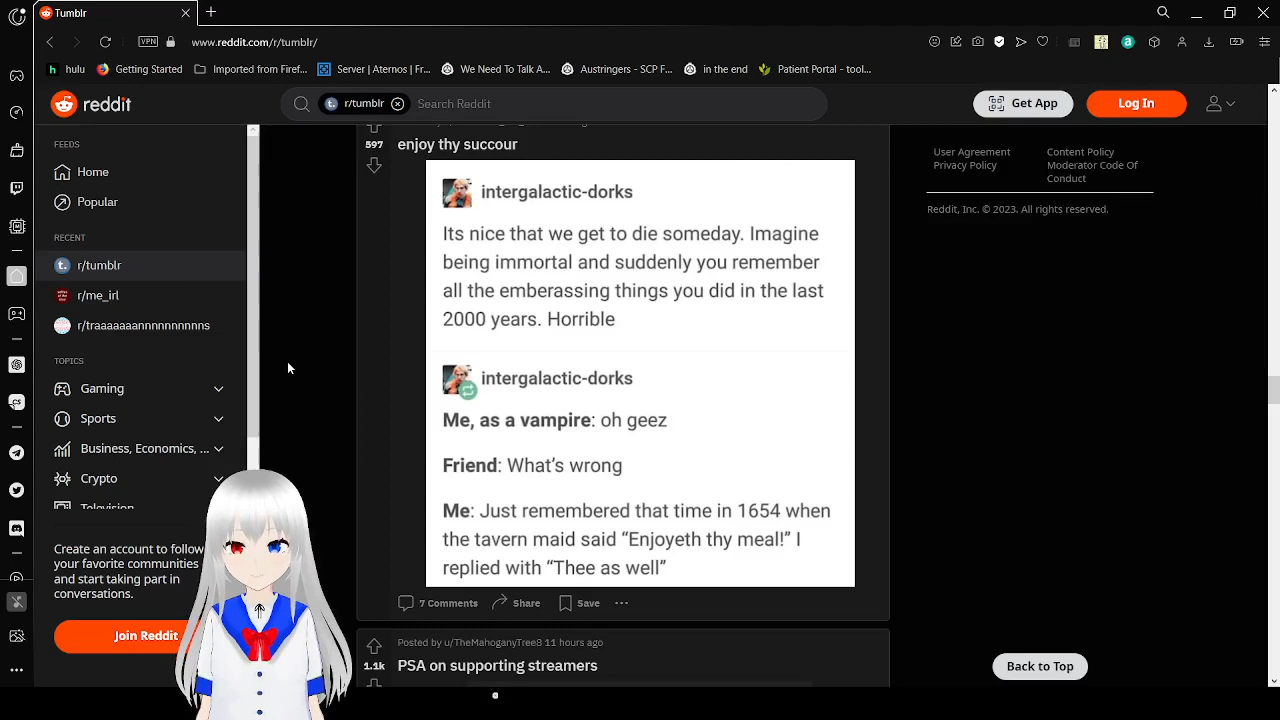 Tumblr
VPN
www.reddit.com/r/tumblr/
hulu
Getting Started
Imported from Firef...
Server | Aternos | Fr...
We Need To Talk A...
Austringers - SCP F...
in the end
Patient Portal - tool...
reddit
r/tumblr
Search Reddit
Get App
Log In
FEEDS
Home
Popular
RECENT
r/tumblr
r/me_irl
r/traaaaaaannnnnnnnnns
TOPICS
Gaming
Sports
Business, Economics, ...
Crypto
Television
Create an account to follow
your favorite communities
and start taking part in
conversations.
Join Reddit
597
enjoy thy succour
intergalactic-dorks
Its nice that we get to die someday. Imagine
being immortal and suddenly you remember
all the emberassing things you did in the last
2000 years. Horrible
intergalactic-dorks
Me, as a vampire: oh geez
Friend: What's wrong
Me: Just remembered that time in 1654 when
the tavern maid said “Enjoyeth thy meal!” I
replied with “Thee as well”
7 Comments
Share
Save
Posted by u/TheMahoganyTree8 11 hours ago
1.1k
PSA on supporting streamers
User Agreement
Privacy Policy
Content Policy
Moderator Code Of
Conduct
Reddit, Inc. © 2023. All rights reserved.
Back to Top